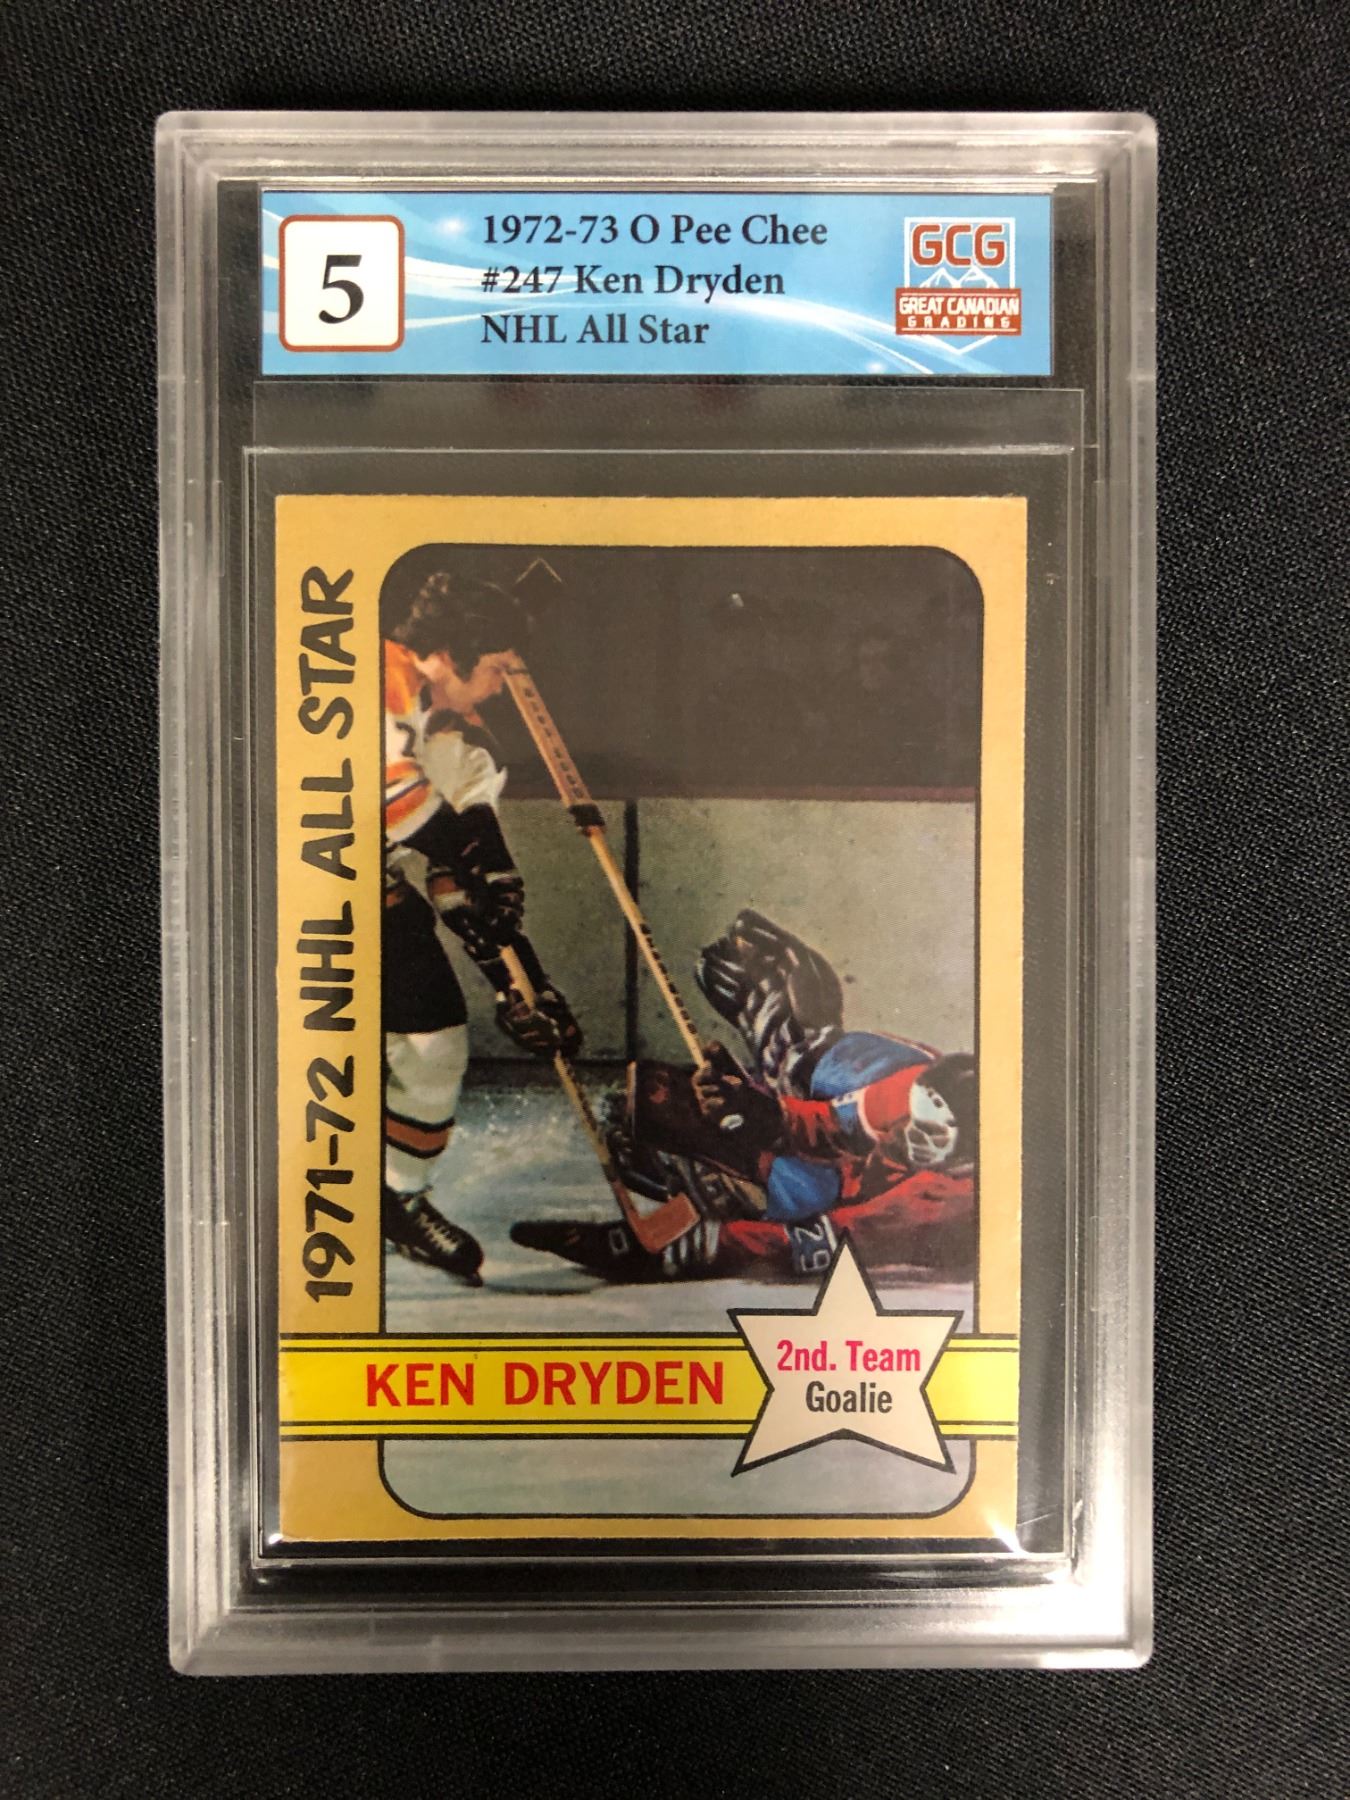 5
1972-73 O Pee Chee
#247 Ken Dryden
NHL All Star
GCG
GREAT CANADIAN
GRADING
1971-72 NHL ALL STAR
2
29
KEN DRYDEN
2nd. Team
Goalie